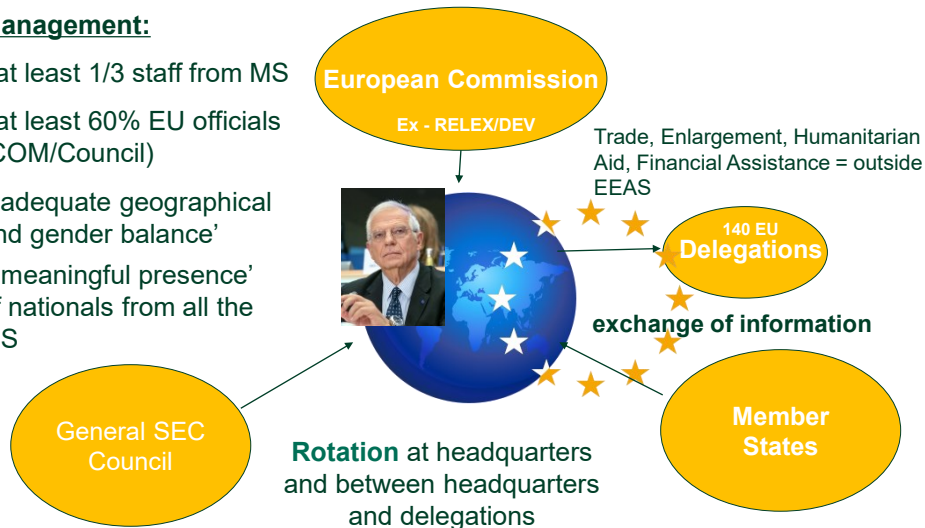 anagement:
at least 1/3 staff from MS
at least 60% EU officials
COM/Council)
adequate geographical
nd gender balance’
meaningful presence’
f nationals from all the
S
European Commission
Ex - RELEX/DEV
Trade, Enlargement, Humanitarian
Aid, Financial Assistance = outside
EEAS
140 EU
Delegations
exchange of information
General SEC
Council
Member
States
Rotation at headquarters
and between headquarters
and delegations